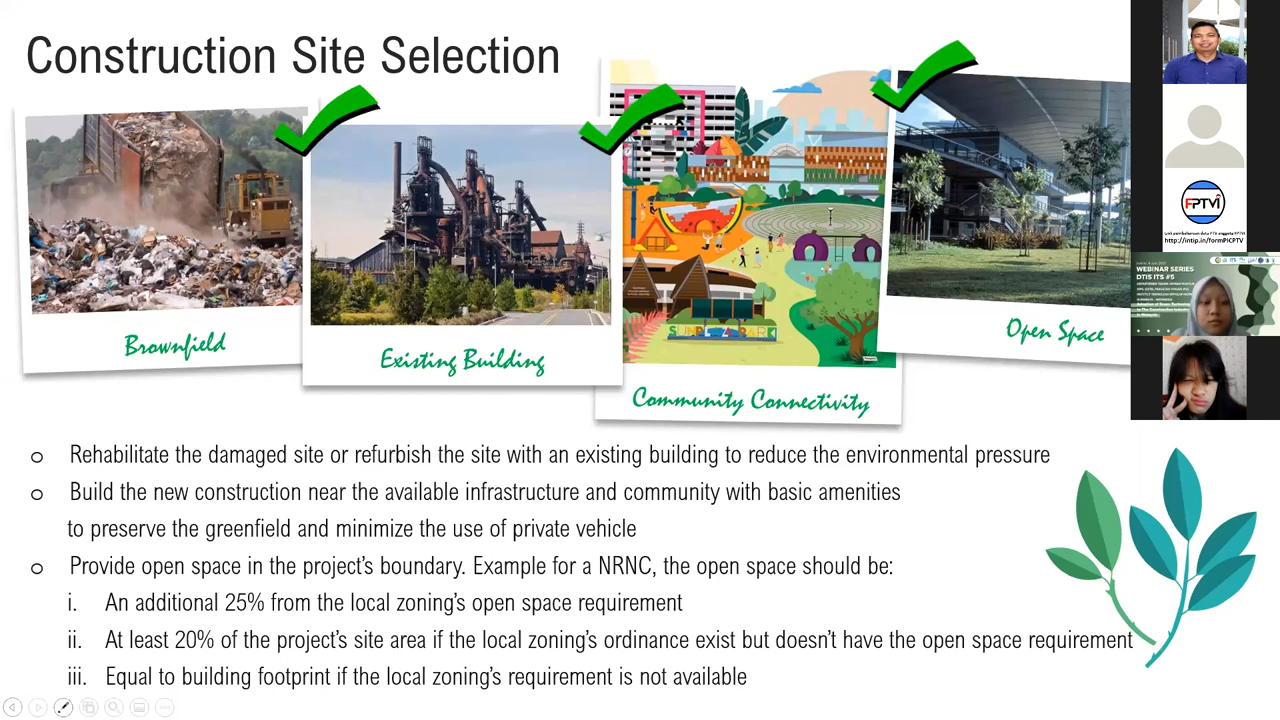 Construction Site Selection
Brownfield
Existing Building
Community Connectivity
Open Space
o Rehabilitate the damaged site or refurbish the site with an existing building to reduce the environmental pressure
o Build the new construction near the available infrastructure and community with basic amenities
to preserve the greenfield and minimize the use of private vehicle
o Provide open space in the project's boundary. Example for a NRNC, the open space should be:
i. An additional 25% from the local zoning's open space requirement
ii. At least 20% of the project's site area if the local zoning's ordinance exist but doesn't have the open space requirement
iii. Equal to building footprint if the local zoning's requirement is not available
FPTVI
http://intip.in/formPICPTV
WEBINAR SERIES
DTIS ITS #5